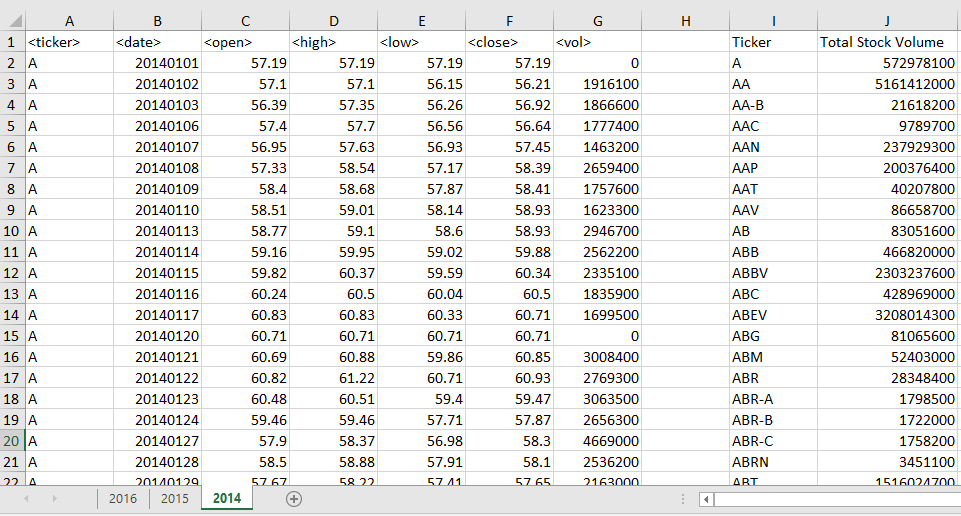 A B C D E F G H I J
1 <ticker> <date> <open> <high> <low> <close> <vol> Ticker Total Stock Volume
2 A 20140101 57.19 57.19 57.19 57.19 0 A 572978100
3 A 20140102 57.1 57.1 56.15 56.21 1916100 AA 5161412000
4 A 20140103 56.39 57.35 56.26 56.92 1866600 AA-B 21618200
5 A 20140106 57.4 57.7 56.56 56.64 1777400 AAC 9789700
6 A 20140107 56.95 57.63 56.93 57.45 1463200 AAN 237929300
7 A 20140108 57.33 58.54 57.17 58.39 2659400 AAP 200376400
8 A 20140109 58.4 58.68 57.87 58.41 1757600 AAT 40207800
9 A 20140110 58.51 59.01 58.14 58.93 1623300 AAV 86658700
10 A 20140113 58.77 59.1 58.6 58.93 2946700 AB 83051600
11 A 20140114 59.16 59.95 59.02 59.88 2562200 ABB 466820000
12 A 20140115 59.82 60.37 59.59 60.34 2335100 ABBV 2303237600
13 A 20140116 60.24 60.5 60.04 60.5 1835900 ABC 428969000
14 A 20140117 60.83 60.83 60.33 60.71 1699500 ABEV 3208014300
15 A 20140120 60.71 60.71 60.71 60.71 0 ABG 81065600
16 A 20140121 60.69 60.88 59.86 60.85 3008400 ABM 52403000
17 A 20140122 60.82 61.22 60.71 60.93 2769300 ABR 28348400
18 A 20140123 60.48 60.51 59.4 59.47 3063500 ABR-A 1798500
19 A 20140124 59.46 59.46 57.71 57.87 2656300 ABR-B 1722000
20 A 20140127 57.9 58.37 56.98 58.3 4669000 ABR-C 1758200
21 A 20140128 58.5 58.88 57.91 58.1 2536200 ABRN 3451100
22 A 20140129 57.67 58.22 57.41 57.65 2163000 ABT 1516024700
2016 2015 2014